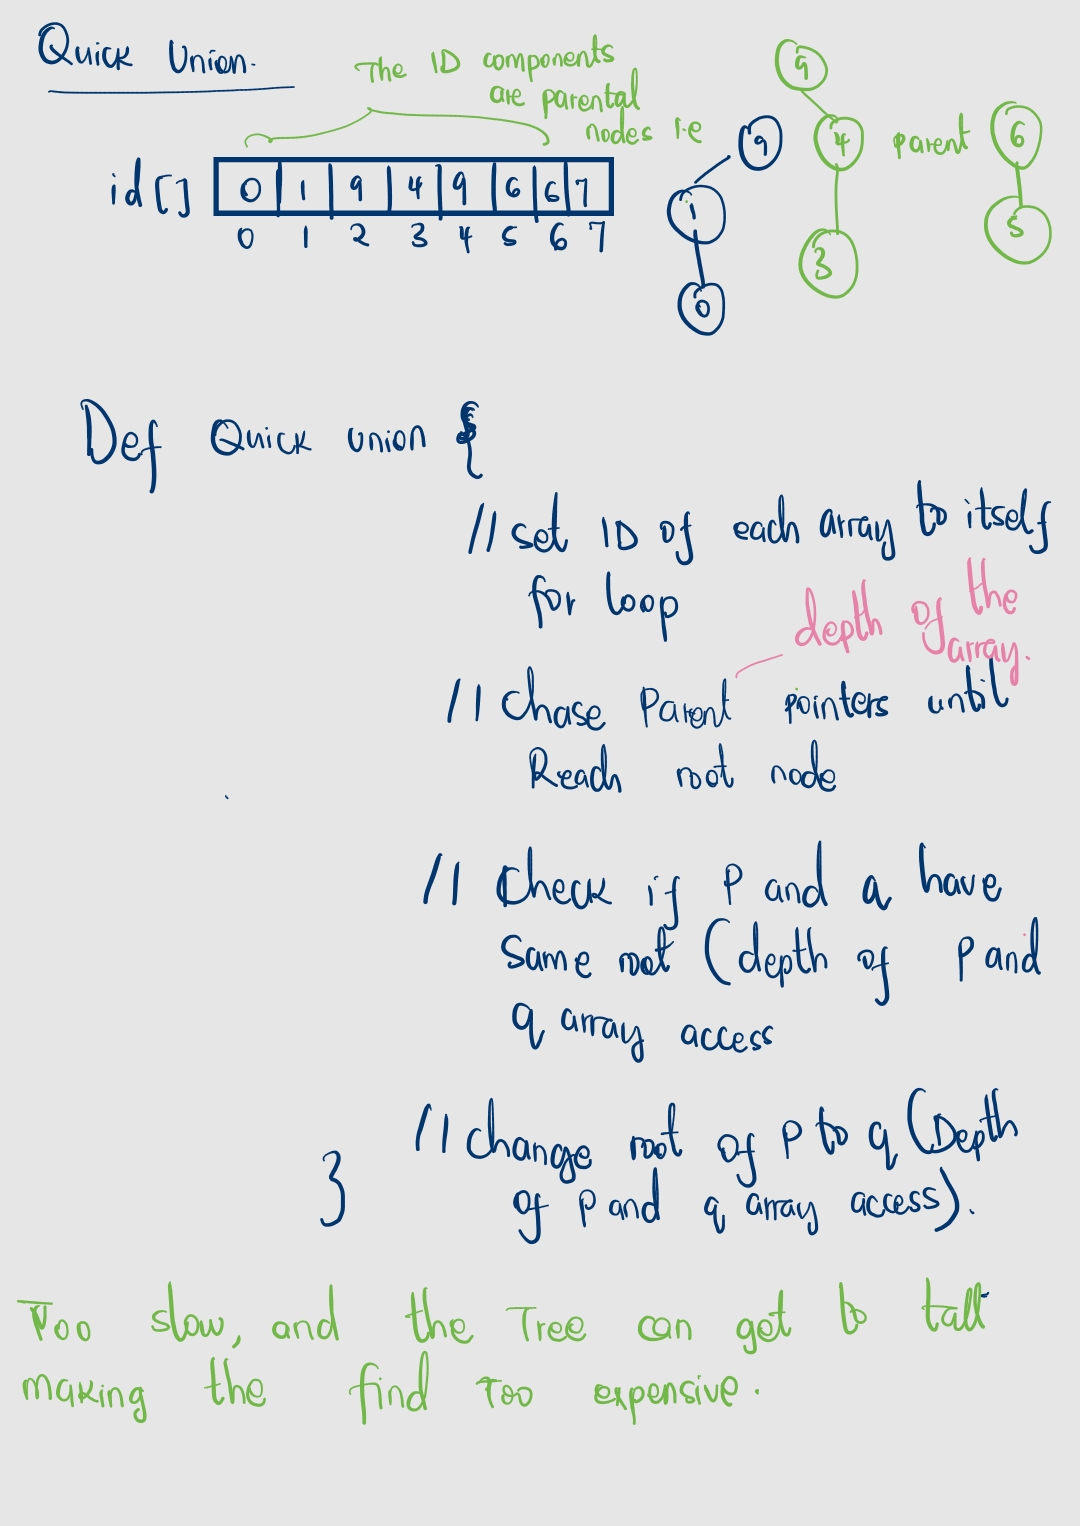 Quick Union.
The ID components
are parental
nodes i.e
id[] 0 1 9 4 9 6 6 7
0 1 2 3 4 5 6 7
9
1
0
9
4 parent
3
6
5
Def Quick union {
// set ID of each array to itself
for loop
depth of the
array.
// Chase Parent pointers until
Reach root node
// Check if P and q have
same root (depth of P and
q array access
// change root of P to q (Depth
of P and q array access).
}
Too slow, and the Tree can get to tall
making the find Too expensive.